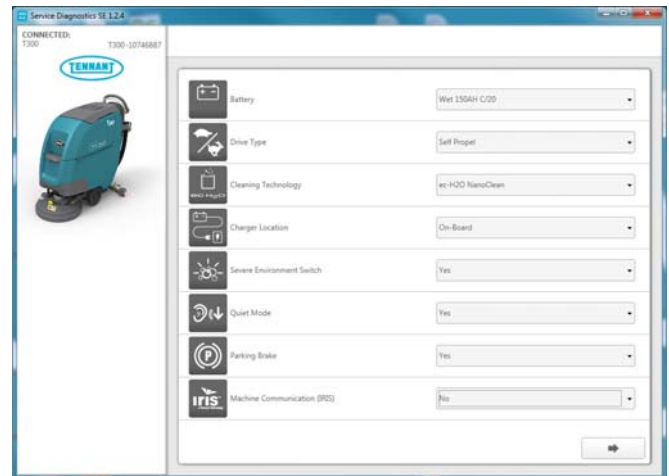 Service Diagnostics SE 1.2.4
CONNECTED:
T300 T300-10746687
TENNANT
Battery Wet 150AH C/20
Drive Type Self Propel
Cleaning Technology ec-H2O NanoClean
Charger Location On-Board
Severe Environment Switch Yes
Quiet Mode Yes
Parking Brake Yes
IRIS
Machine Communication (IRIS) No